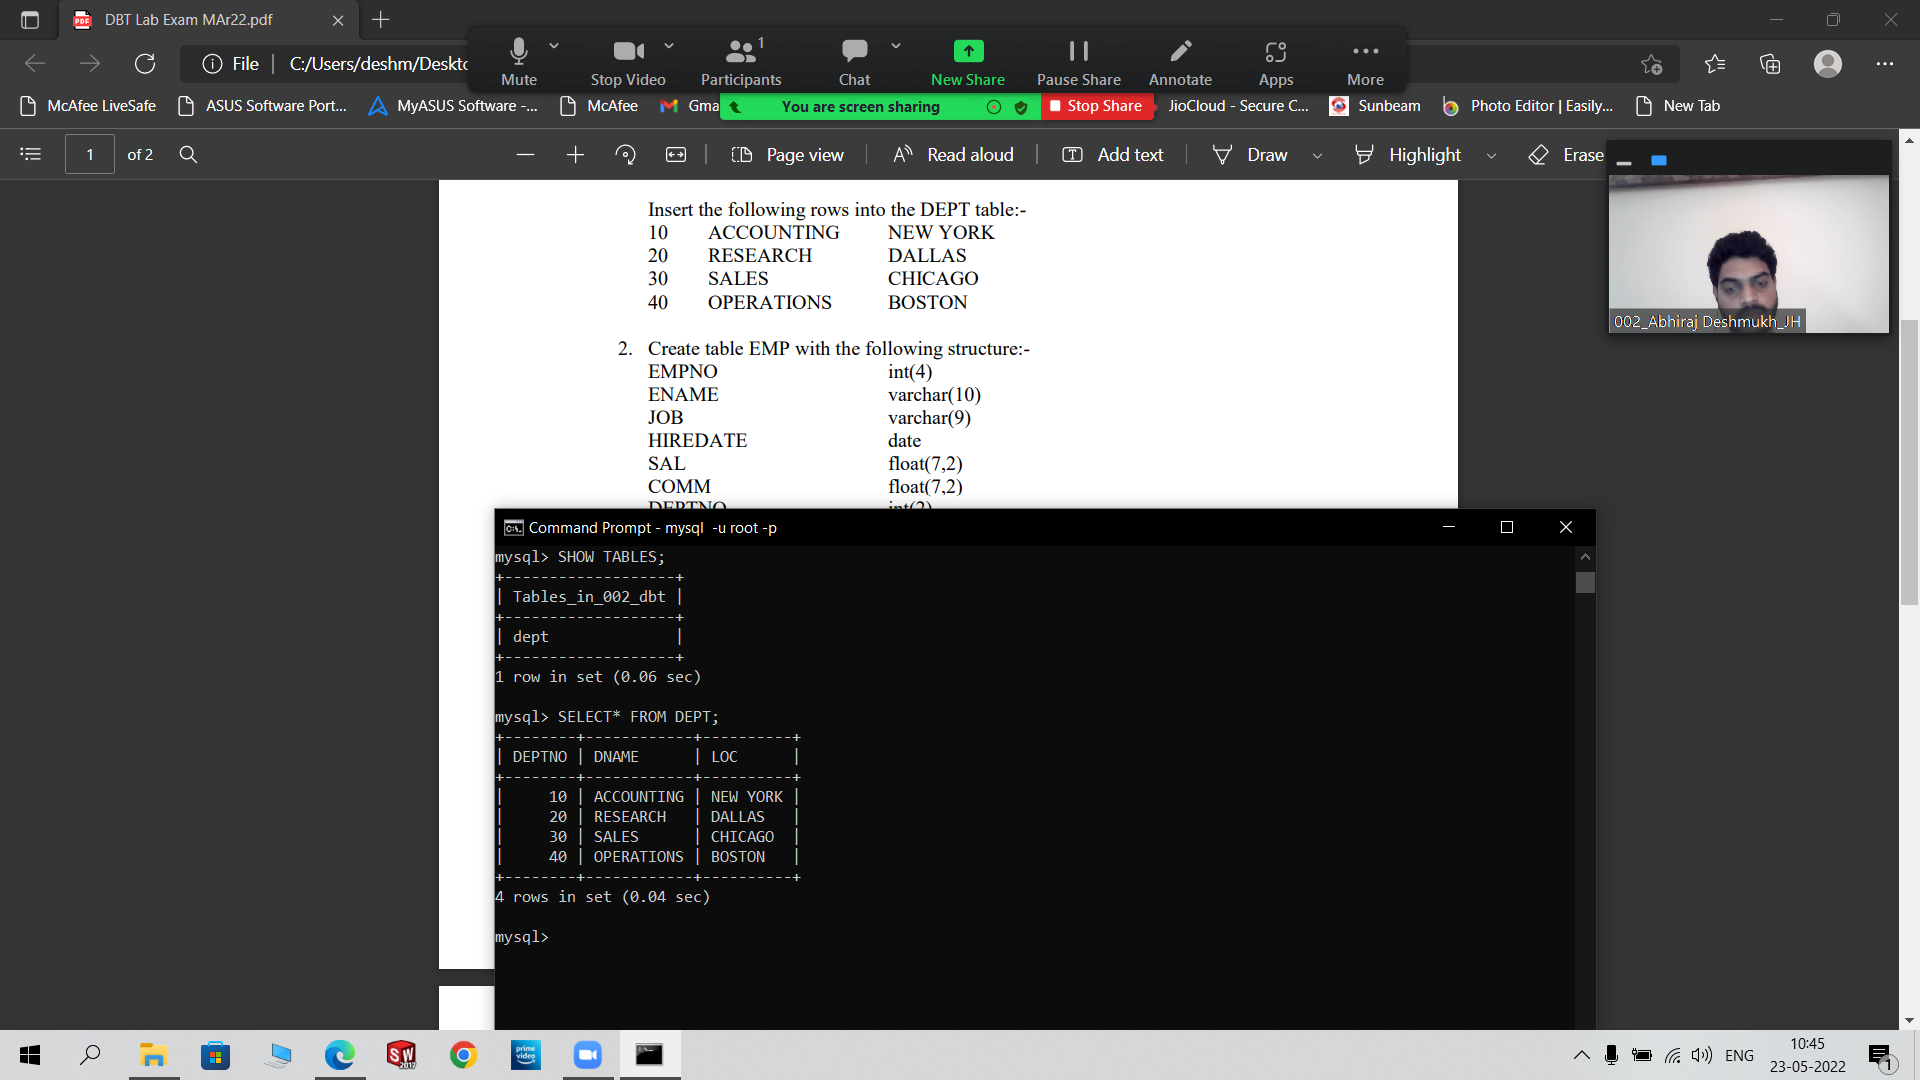 DBT Lab Exam MAr22.pdf
File
C:/Users/deshm/Deskto
Mute
Stop Video
Participants
1
Chat
New Share
Pause Share
Annotate
Apps
More
McAfee LiveSafe
ASUS Software Port...
MyASUS Software -...
McAfee
Gma
You are screen sharing
Stop Share
JioCloud - Secure C...
Sunbeam
Photo Editor | Easily...
New Tab
1
of 2
Page view
Read aloud
Add text
Draw
Highlight
Erase
Insert the following rows into the DEPT table:-
10 ACCOUNTING NEW YORK
20 RESEARCH DALLAS
30 SALES CHICAGO
40 OPERATIONS BOSTON
002_Abhiraj Deshmukh_JH
2. Create table EMP with the following structure:-
EMPNO int(4)
ENAME varchar(10)
JOB varchar(9)
HIREDATE date
SAL float(7,2)
COMM float(7,2)
DEPTNO int(2)
Command Prompt - mysql -u root -p
mysql> SHOW TABLES;
+-------------------+
| Tables_in_002_dbt |
+-------------------+
| dept              |
+-------------------+
1 row in set (0.06 sec)
mysql> SELECT* FROM DEPT;
+--------+------------+----------+
| DEPTNO | DNAME      | LOC      |
+--------+------------+----------+
|     10 | ACCOUNTING | NEW YORK |
|     20 | RESEARCH   | DALLAS   |
|     30 | SALES      | CHICAGO  |
|     40 | OPERATIONS | BOSTON   |
+--------+------------+----------+
4 rows in set (0.04 sec)
mysql>
SW
2017
prime video
ENG
10:45
23-05-2022
1